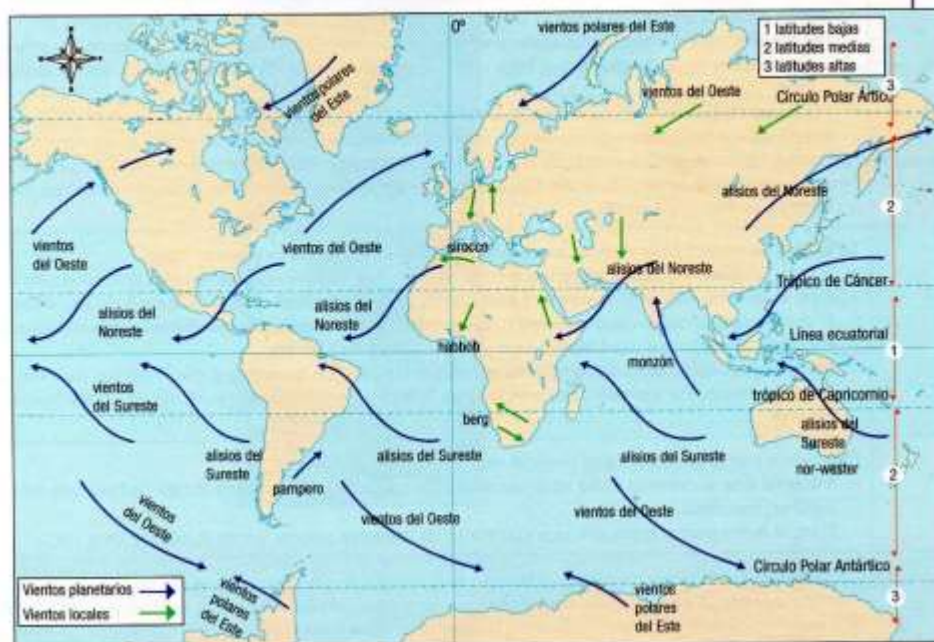 0°
vientos polares del Este
1 latitudes bajas
2 latitudes medias
3 latitudes altas
vientos polares
del Este
vientos del Oeste
Círculo Polar Ártico
3
alisios del Noreste
2
vientos
del Oeste
vientos del Oeste
sirocco
alisios del Noreste
Trópico de Cáncer
alisios del
Noreste
alisios del
Noreste
habbob
monzón
Línea ecuatorial
1
vientos
del Sureste
berg
trópico de Capricornio
alisios del
Sureste
alisios del Sureste
alisios del Sureste
alisios del
Sureste
nor-wester
pampero
2
vientos
del Oeste
vientos del Oeste
vientos del Oeste
Círculo Polar Antártico
Vientos planetarios
Vientos locales
vientos
polares
del Este
vientos
polares
del Este
3